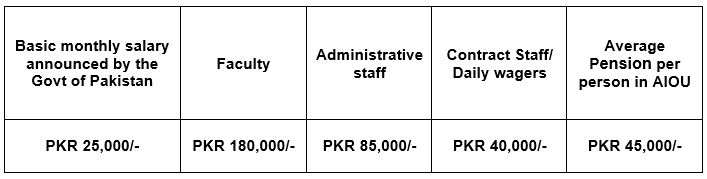 Basic monthly salary
announced by the
Govt of Pakistan
Faculty
Administrative
staff
Contract Staff/
Daily wagers
Average
Pension per
person in AIOU
PKR 25,000/-
PKR 180,000/-
PKR 85,000/-
PKR 40,000/-
PKR 45,000/-